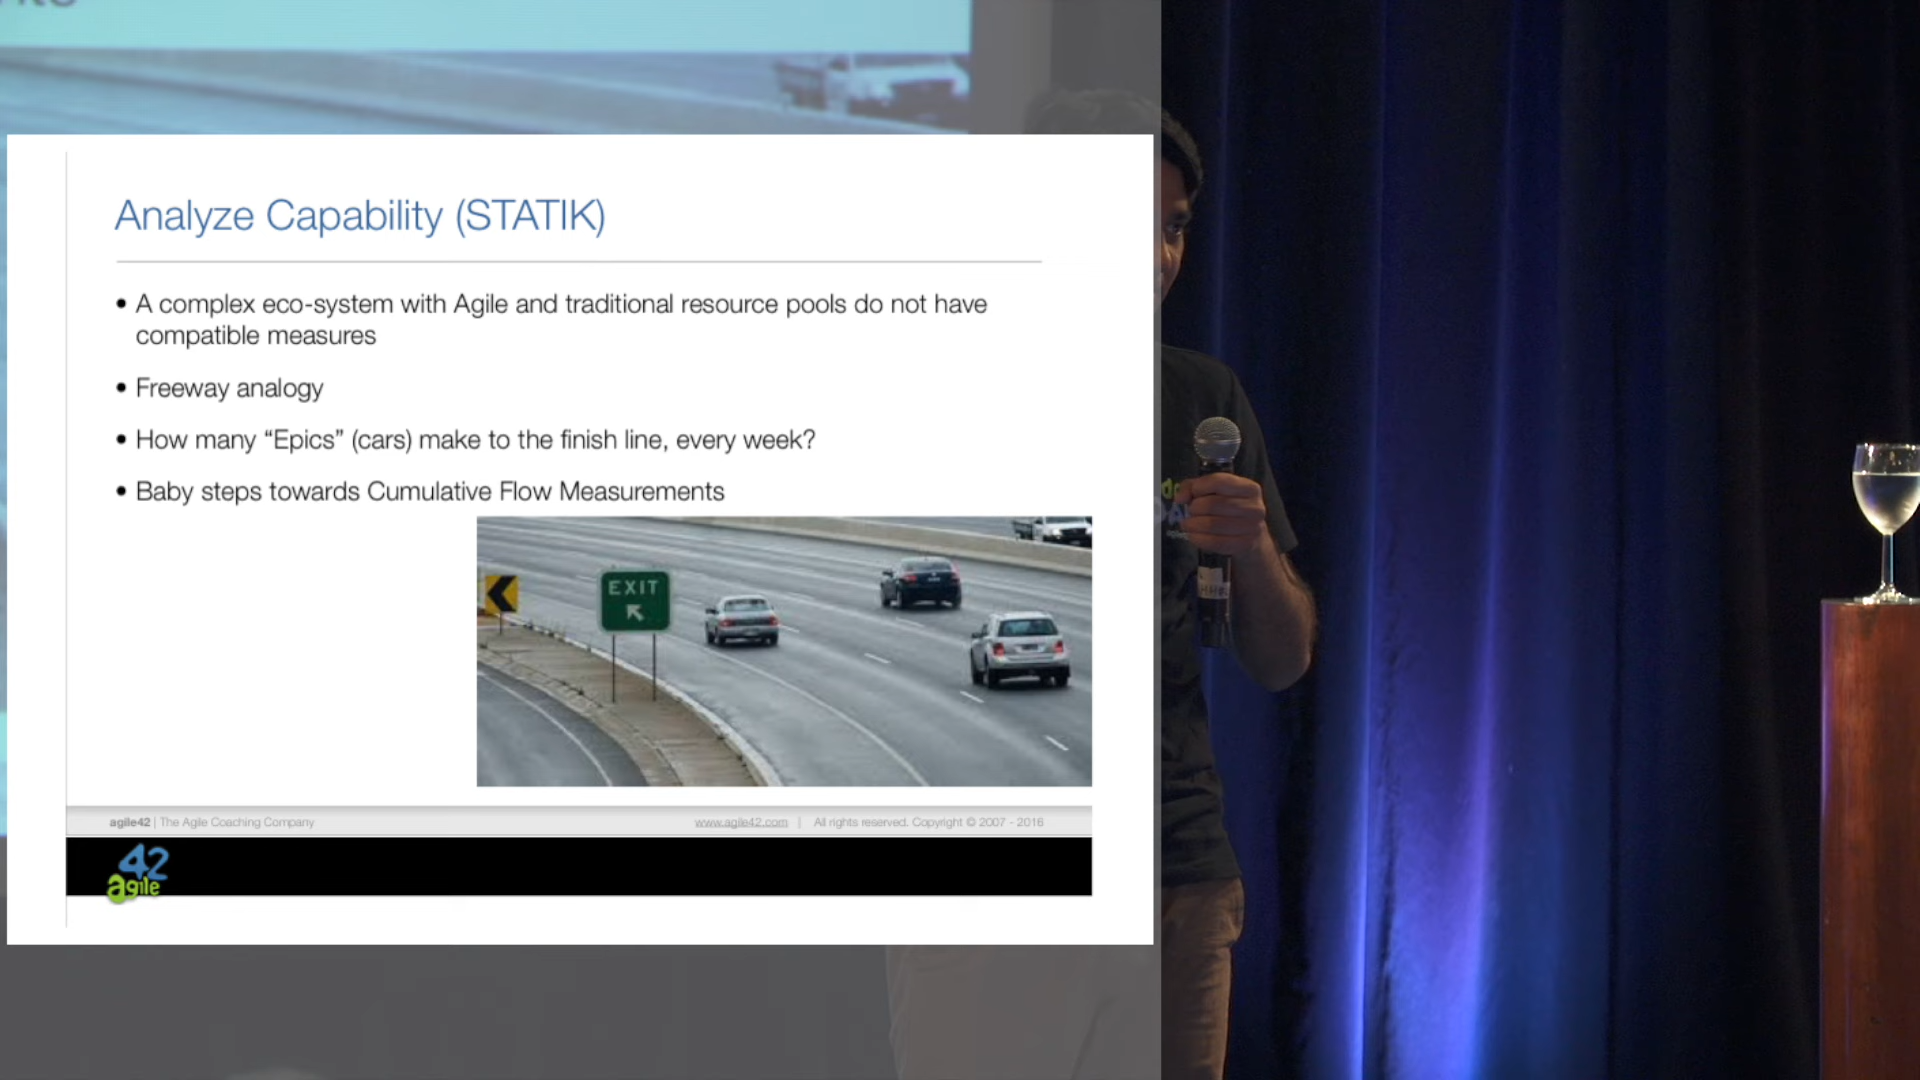 Analyze Capability (STATIK)
• A complex eco-system with Agile and traditional resource pools do not have
compatible measures
• Freeway analogy
• How many “Epics” (cars) make to the finish line, every week?
• Baby steps towards Cumulative Flow Measurements
EXIT
agile42 | The Agile Coaching Company
www.agile42.com | All rights reserved. Copyright © 2007 - 2016
42
agile